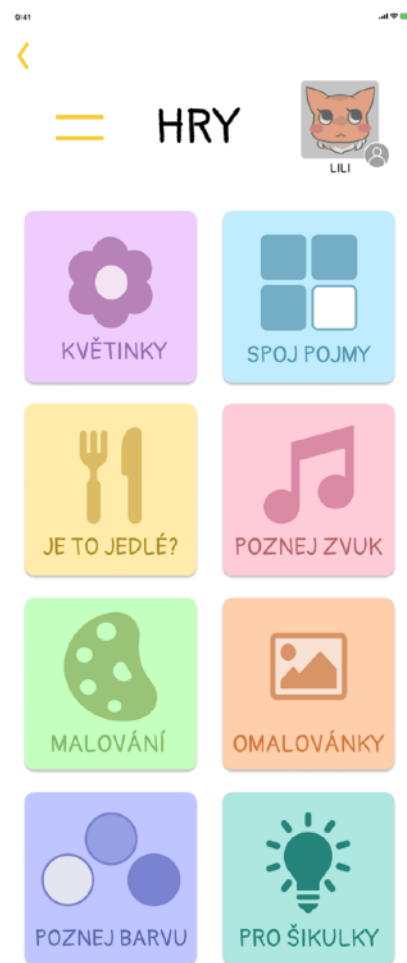 9:41
HRY
LILI
KVĚTINKY
SPOJ POJMY
JE TO JEDLÉ?
POZNEJ ZVUK
MALOVÁNÍ
OMALOVÁNKY
POZNEJ BARVU
PRO ŠIKULKY